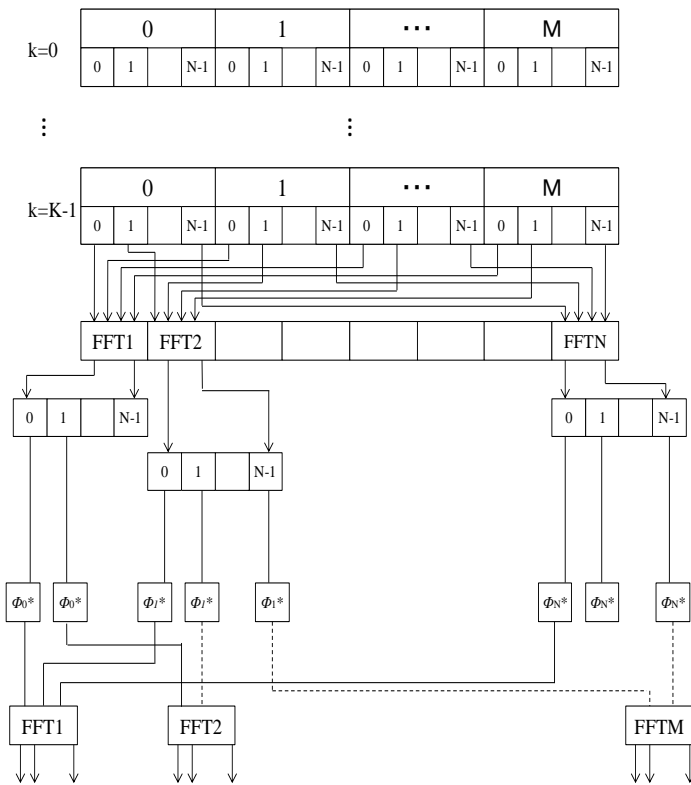 0 1 ⋯ M
k=0
0 1 N-1 0 1 N-1 0 1 N-1 0 1 N-1
⋮ ⋮
0 1 ⋯ M
k=K-1
0 1 N-1 0 1 N-1 0 1 N-1 0 1 N-1
FFT1 FFT2 FFTN
0 1 N-1 0 1 N-1
0 1 N-1
Φ0* Φ0* Φ1* Φ1* Φ1* ΦN* ΦN* ΦN*
FFT1 FFT2 FFTM